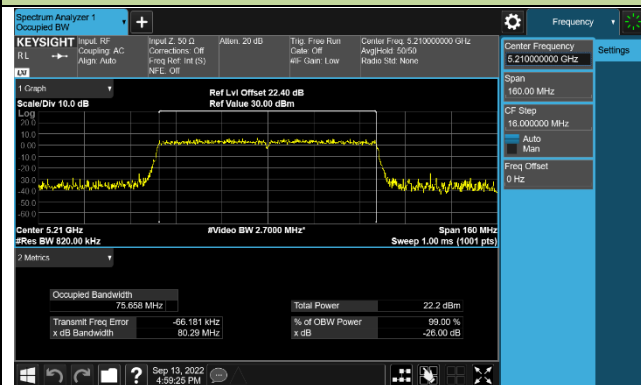 Spectrum Analyzer 1
Occupied BW
Frequency
KEYSIGHT
RL
LXI
Input: RF
Coupling: AC
Align: Auto
Input Z: 50 Ω
Corrections: Off
Freq Ref: Int (S)
NFE: Off
Atten: 20 dB
Trig: Free Run
Gate: Off
#IF Gain: Low
Center Freq: 5.210000000 GHz
Avg|Hold: 50/50
Radio Std: None
Center Frequency
5.210000000 GHz
Settings
Span
160.00 MHz
CF Step
16.000000 MHz
Auto
Man
Freq Offset
0 Hz
1 Graph
Scale/Div 10.0 dB
Ref Lvl Offset 22.40 dB
Ref Value 30.00 dBm
Log
20.0
10.0
0.00
-10.0
-20.0
-30.0
-40.0
-50.0
-60.0
Center 5.21 GHz
#Res BW 820.00 kHz
#Video BW 2.7000 MHz*
Span 160 MHz
Sweep 1.00 ms (1001 pts)
2 Metrics
Occupied Bandwidth
75.658 MHz
Total Power
22.2 dBm
Transmit Freq Error
-66.181 kHz
% of OBW Power
99.00 %
x dB Bandwidth
80.29 MHz
x dB
-26.00 dB
?
Sep 13, 2022
4:59:25 PM